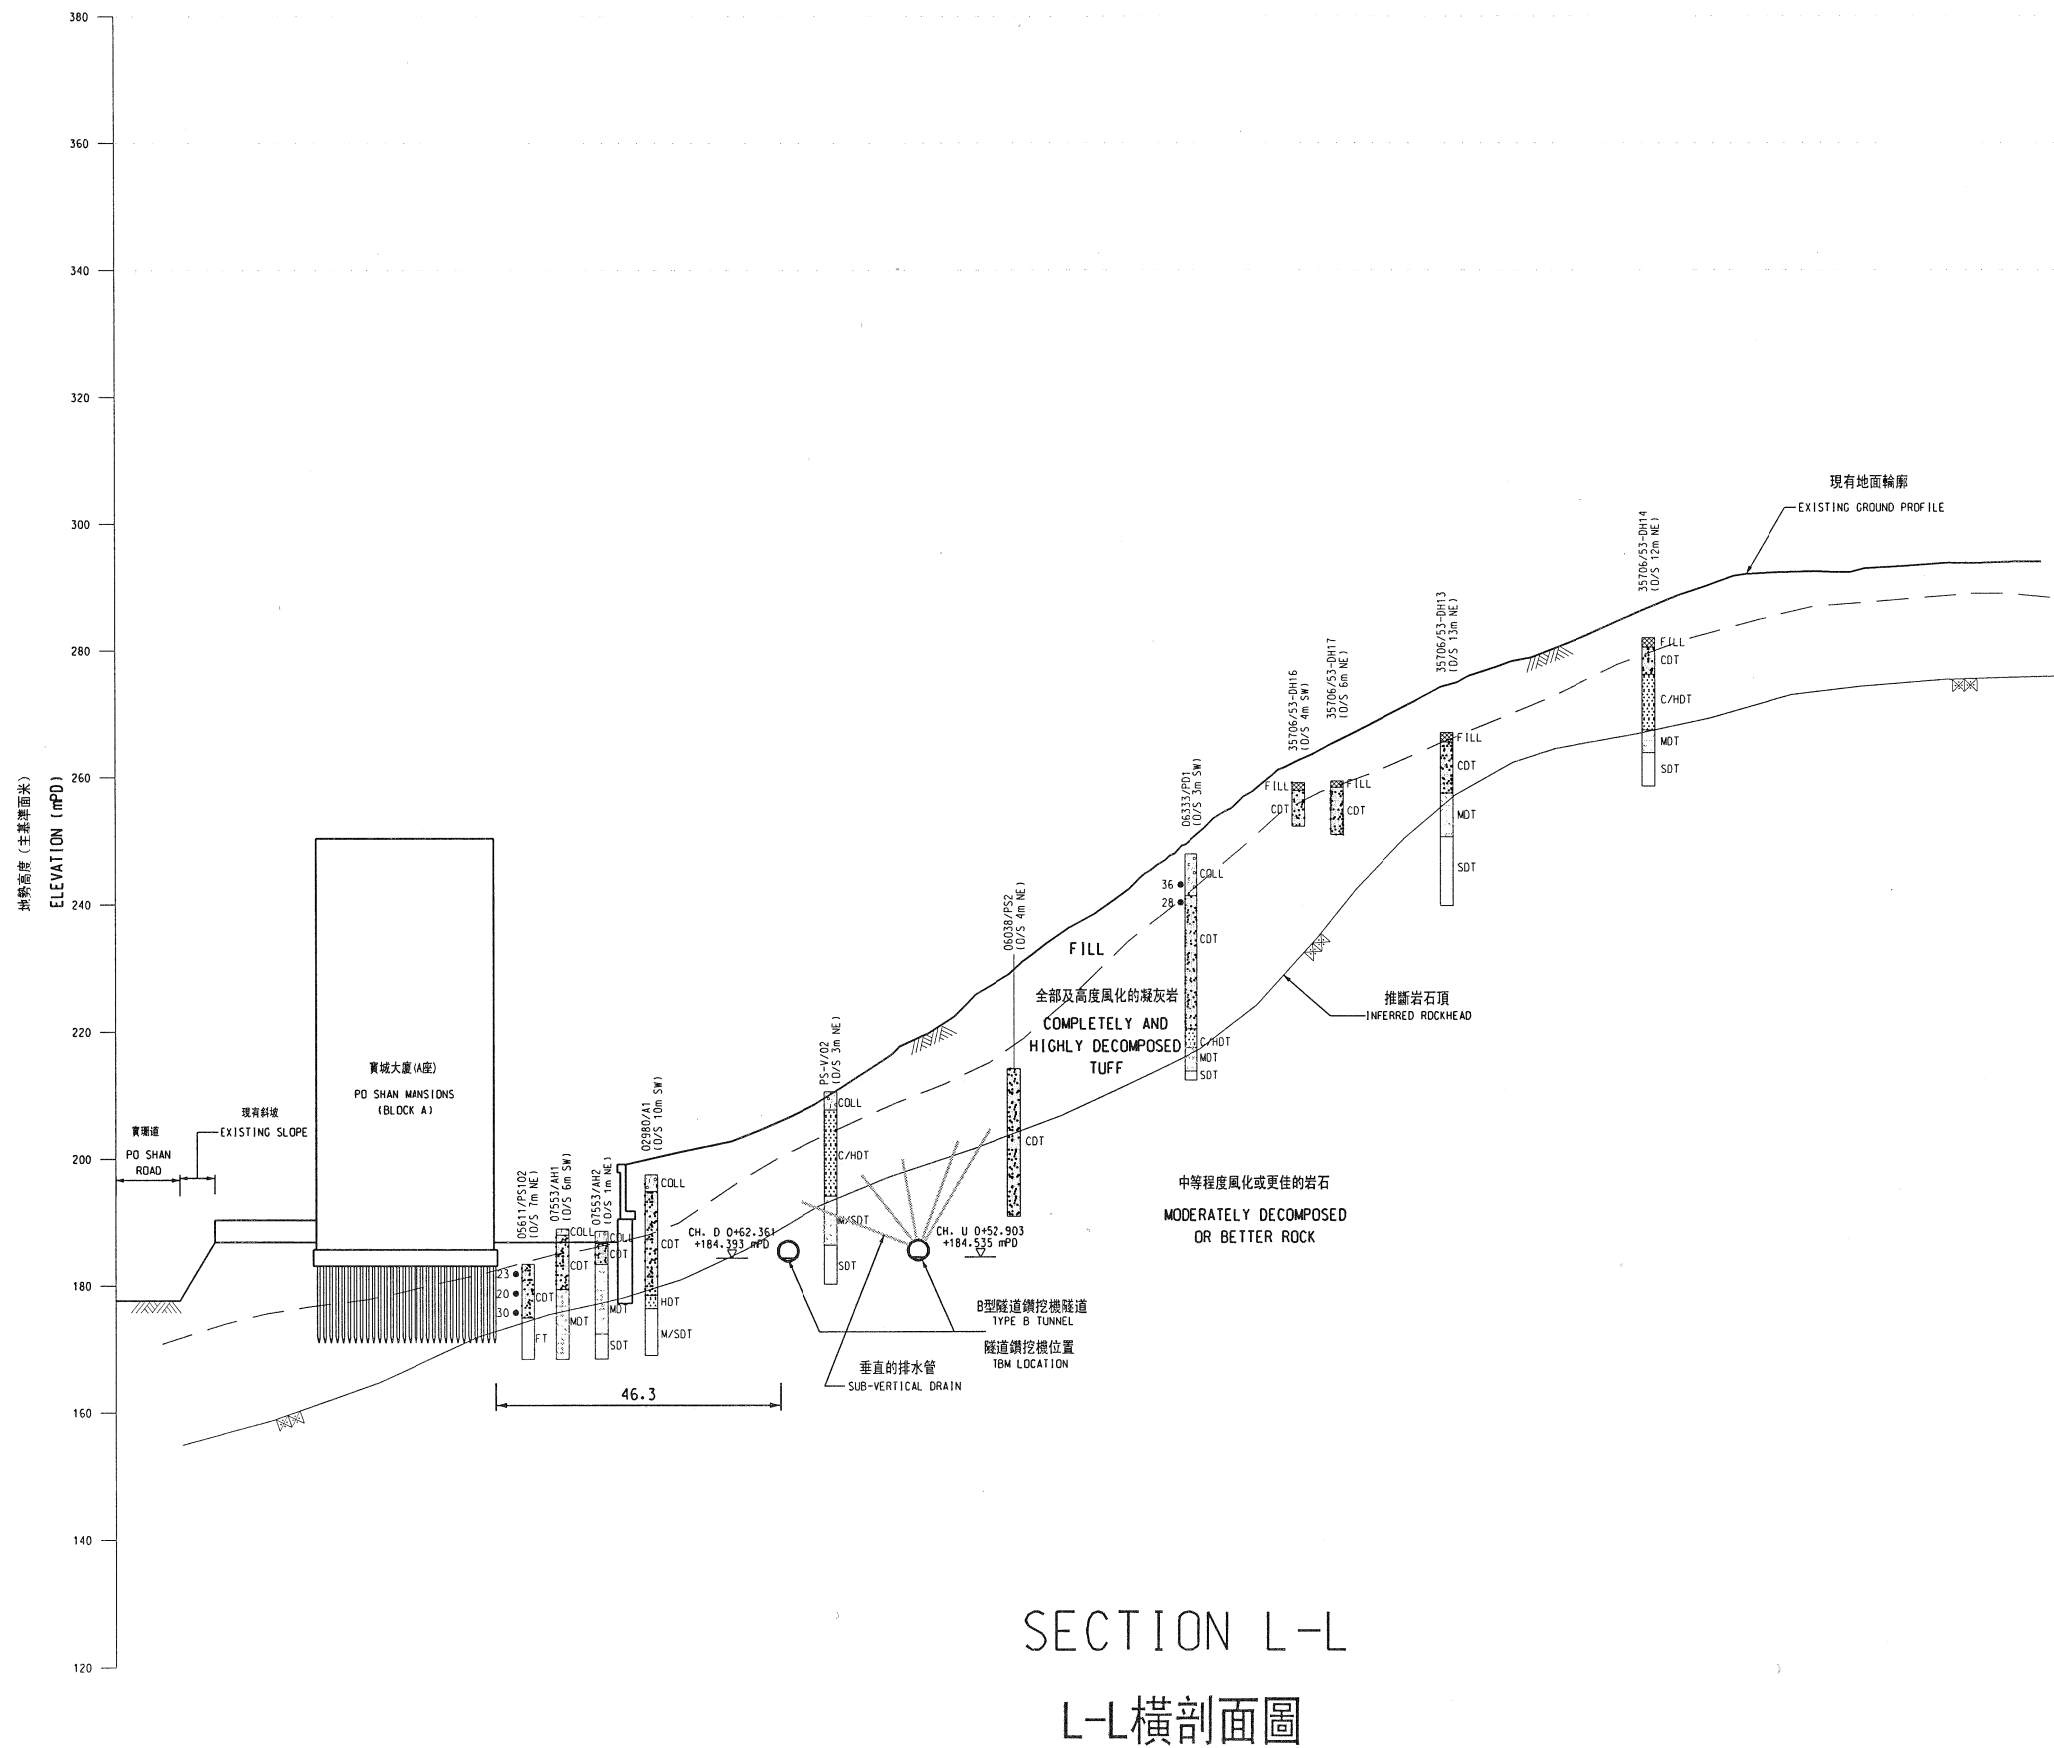 380
360
340
320
300
280
260
240
220
200
180
160
140
120
地勢高度（主基準面米）
ELEVATION (mPD)
現有地面輪廓
EXISTING GROUND PROFILE
35706/53-DH14
(O/S 12m NE)
FILL
CDT
C/HDT
MDT
SDT
35706/53-DH13
(O/S 13m NE)
FILL
CDT
MDT
SDT
35706/53-DH17
(O/S 6m NE)
FILL
CDT
35706/53-DH16
(O/S 4m SW)
FILL
CDT
06333/PD1
(O/S 3m SW)
36
28
COLL
CDT
C/HDT
MDT
SDT
06038/PS2
(O/S 4m NE)
CDT
FILL
全部及高度風化的凝灰岩
COMPLETELY AND
HIGHLY DECOMPOSED
TUFF
推斷岩石頂
INFERRED ROCKHEAD
PS-V/02
(O/S 3m NE)
COLL
C/HDT
M/SDT
SDT
02980/A1
(O/S 10m SW)
COLL
CDT
HDT
M/SDT
寶城大廈(A座)
PO SHAN MANSIONS
(BLOCK A)
現有斜坡
EXISTING SLOPE
寶珊道
PO SHAN
ROAD
05611/PS102
(O/S 7m NE)
23
20
30
CDT
FT
07553/AH1
(O/S 6m SW)
COLL
CDT
MDT
07553/AH2
(O/S 1m NE)
COLL
CDT
MDT
SDT
CH. D 0+62.361
+184.393 mPD
CH. U 0+52.903
+184.535 mPD
中等程度風化或更佳的岩石
MODERATELY DECOMPOSED
OR BETTER ROCK
B型隧道鑽挖機隧道
TYPE B TUNNEL
隧道鑽挖機位置
TBM LOCATION
垂直的排水管
SUB-VERTICAL DRAIN
46.3
SECTION L-L
L-L橫剖面圖